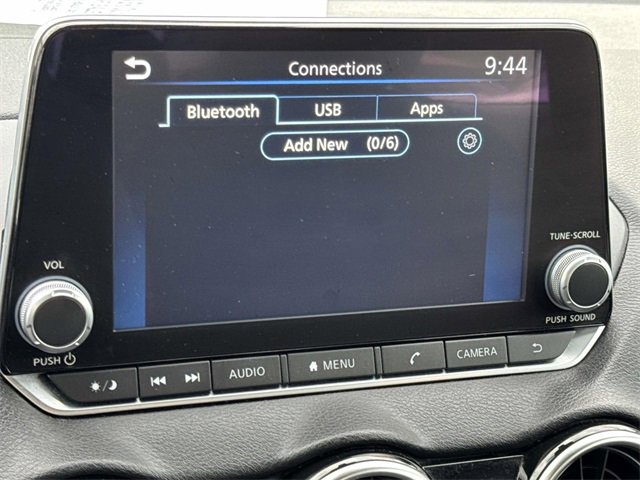 Connections 9:44
Bluetooth USB Apps
Add New (0/6)
VOL
TUNE·SCROLL
PUSH
PUSH SOUND
AUDIO MENU CAMERA